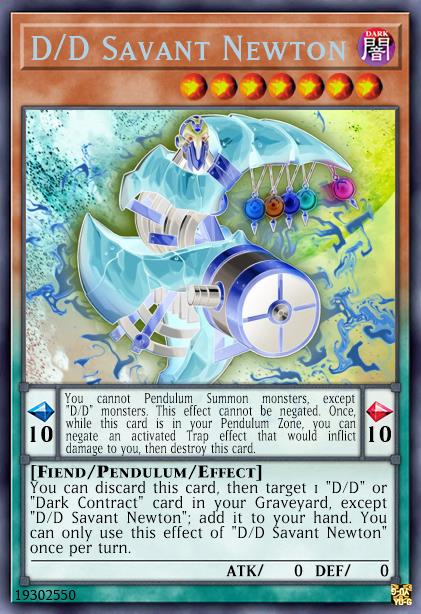 D/D Savant Newton
DARK
闇
You cannot Pendulum Summon monsters, except
"D/D" monsters. This effect cannot be negated. Once,
while this card is in your Pendulum Zone, you can
negate an activated Trap effect that would inflict
damage to you, then destroy this card.
10
10
[Fiend/Pendulum/Effect]
You can discard this card, then target 1 "D/D" or
"Dark Contract" card in your Graveyard, except
"D/D Savant Newton"; add it to your hand. You
can only use this effect of "D/D Savant Newton"
once per turn.
ATK/ 0 DEF/ 0
19302550